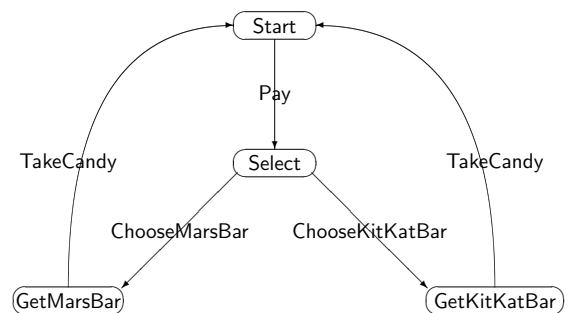 Start
Pay
TakeCandy
Select
TakeCandy
ChooseMarsBar
ChooseKitKatBar
GetMarsBar
GetKitKatBar